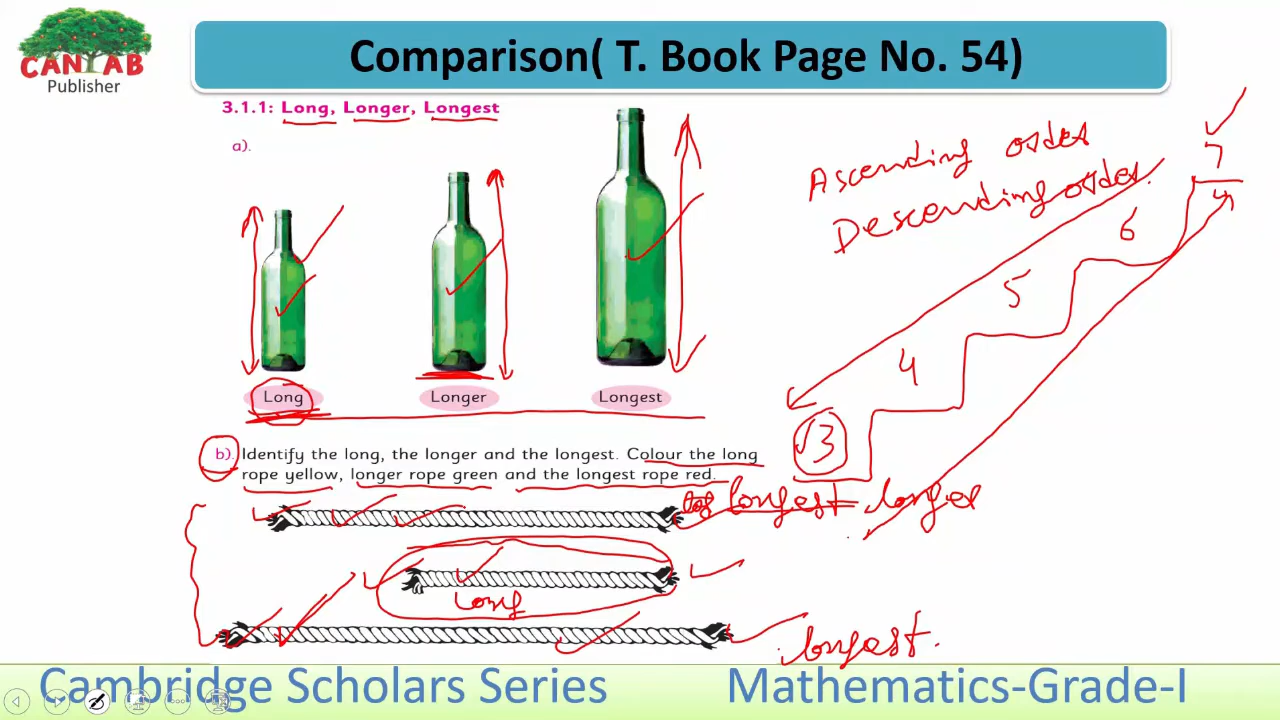 CANTAB
Publisher
Comparison( T. Book Page No. 54)
3.1.1: Long, Longer, Longest
a).
Ascending order
Descending order.
7
6
5
4
3
Long
Longer
Longest
b). Identify the long, the longer and the longest. Colour the long
rope yellow, longer rope green and the longest rope red.
longest longer
Long
longest.
Cambridge Scholars Series
Mathematics-Grade-I